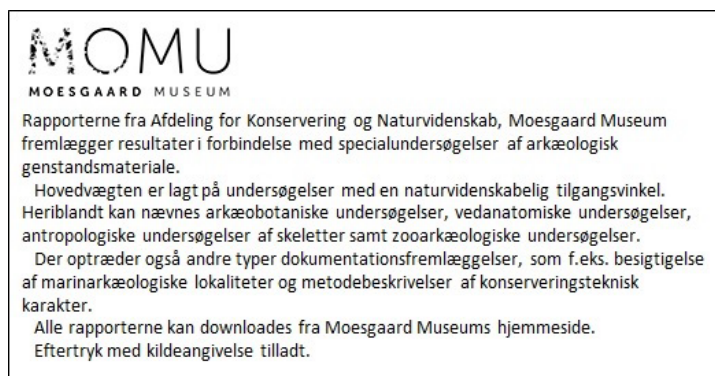 MOMU
MOESGAARD MUSEUM
Rapporterne fra Afdeling for Konservering og Naturvidenskab, Moesgaard Museum
fremlægger resultater i forbindelse med specialundersøgelser af arkæologisk
genstandsmateriale.
Hovedvægten er lagt på undersøgelser med en naturvidenskabelig tilgangsvinkel.
Heriblandt kan nævnes arkæobotaniske undersøgelser, vedanatomiske undersøgelser,
antropologiske undersøgelser af skeletter samt zooarkæologiske undersøgelser.
Der optræder også andre typer dokumentationsfremlæggelser, som f.eks. besigtigelse
af marinarkæologiske lokaliteter og metodebeskrivelser af konserveringsteknisk
karakter.
Alle rapporterne kan downloades fra Moesgaard Museums hjemmeside.
Eftertryk med kildeangivelse tilladt.